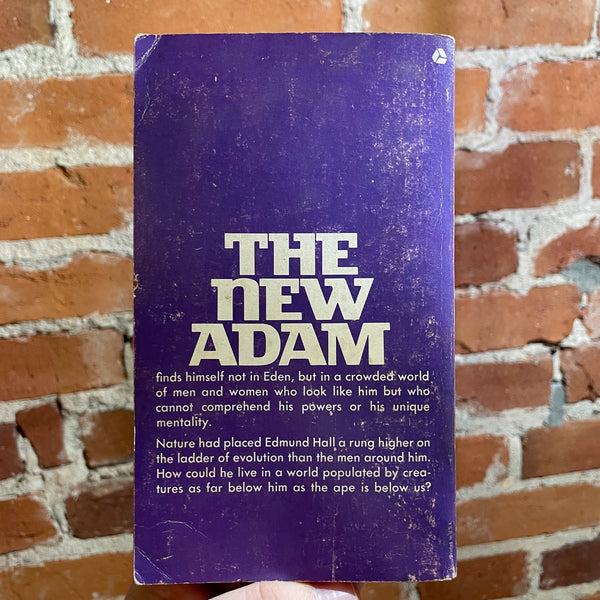 THE
NEW
ADAM
finds himself not in Eden, but in a crowded world
of men and women who look like him but who
cannot comprehend his powers or his unique
mentality.
Nature had placed Edmund Hall a rung higher on
the ladder of evolution than the men around him.
How could he live in a world populated by crea-
tures as far below him as the ape is below us?